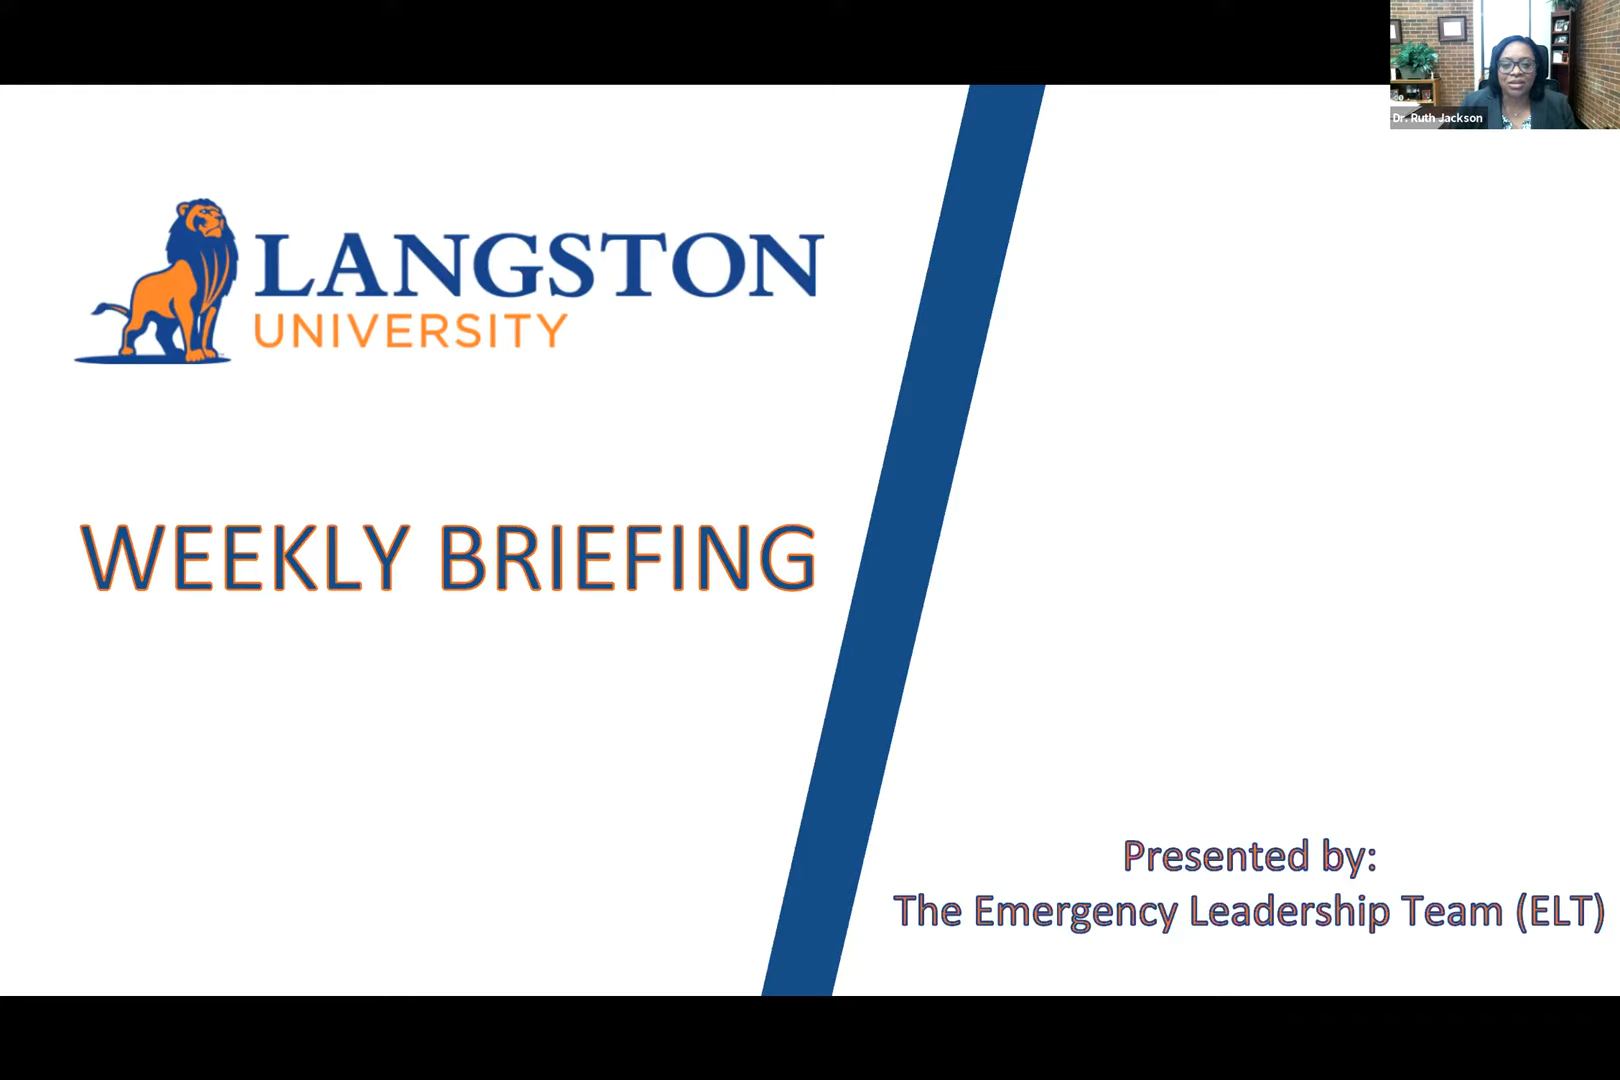 Dr. Ruth Jackson
LANGSTON
UNIVERSITY
WEEKLY BRIEFING
Presented by:
The Emergency Leadership Team (ELT)